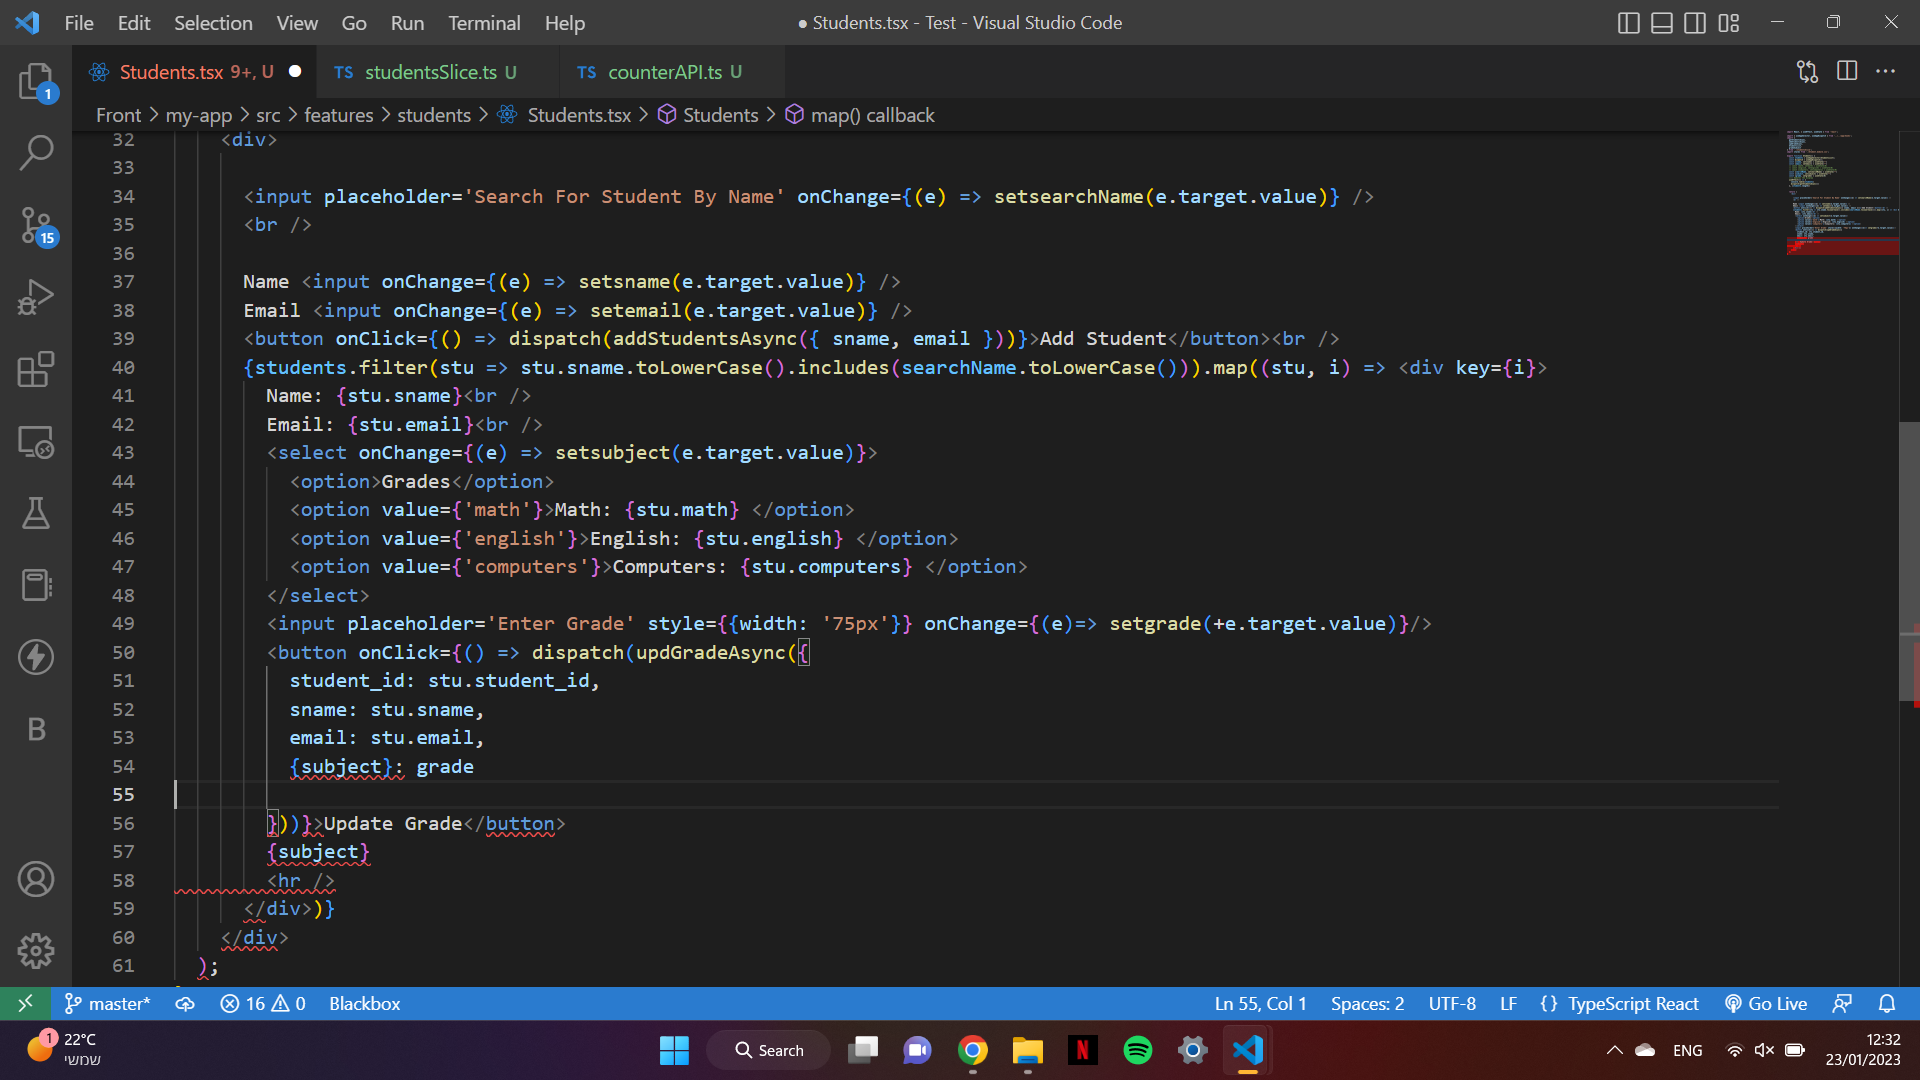 File Edit Selection View Go Run Terminal Help
● Students.tsx - Test - Visual Studio Code
Students.tsx 9+, U ●
TS studentsSlice.ts U
TS counterAPI.ts U
Front > my-app > src > features > students > Students.tsx > Students > map() callback
32 <div>
33
34 <input placeholder='Search For Student By Name' onChange={(e) => setsearchName(e.target.value)} />
35 <br />
36
37 Name <input onChange={(e) => setsname(e.target.value)} />
38 Email <input onChange={(e) => setemail(e.target.value)} />
39 <button onClick={() => dispatch(addStudentsAsync({ sname, email }))}>Add Student</button><br />
40 {students.filter(stu => stu.sname.toLowerCase().includes(searchName.toLowerCase())).map((stu, i) => <div key={i}>
41 Name: {stu.sname}<br />
42 Email: {stu.email}<br />
43 <select onChange={(e) => setsubject(e.target.value)}>
44 <option>Grades</option>
45 <option value={'math'}>Math: {stu.math} </option>
46 <option value={'english'}>English: {stu.english} </option>
47 <option value={'computers'}>Computers: {stu.computers} </option>
48 </select>
49 <input placeholder='Enter Grade' style={{width: '75px'}} onChange={(e)=> setgrade(+e.target.value)}/>
50 <button onClick={() => dispatch(updGradeAsync({
51 student_id: stu.student_id,
52 sname: stu.sname,
53 email: stu.email,
54 {subject}: grade
55
56 }))}>Update Grade</button>
57 {subject}
58 <hr />
59 </div>)}
60 </div>
61 );
1
15
B
master*
16 0
Blackbox
Ln 55, Col 1
Spaces: 2
UTF-8
LF
{} TypeScript React
Go Live
1
22°C
שמשי
Search
N
ENG
12:32
23/01/2023